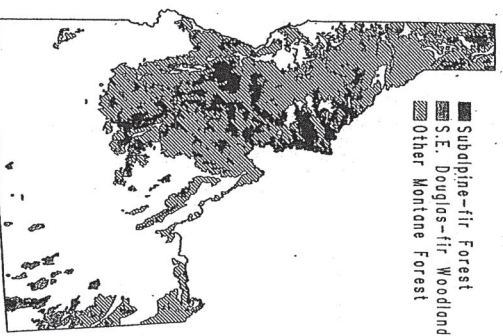 Subalpine-fir Forest
S.E. Douglas-fir Woodland
Other Montane Forest